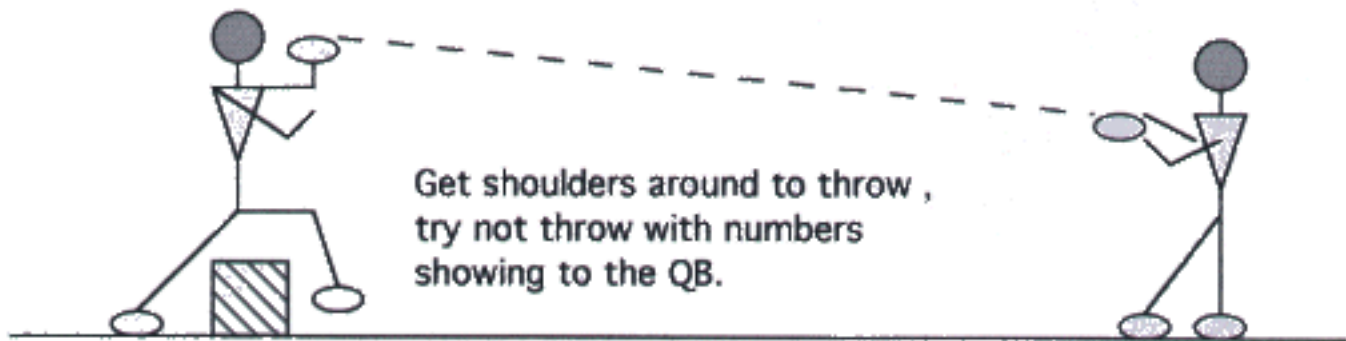 Get shoulders around to throw ,
try not throw with numbers
showing to the QB.